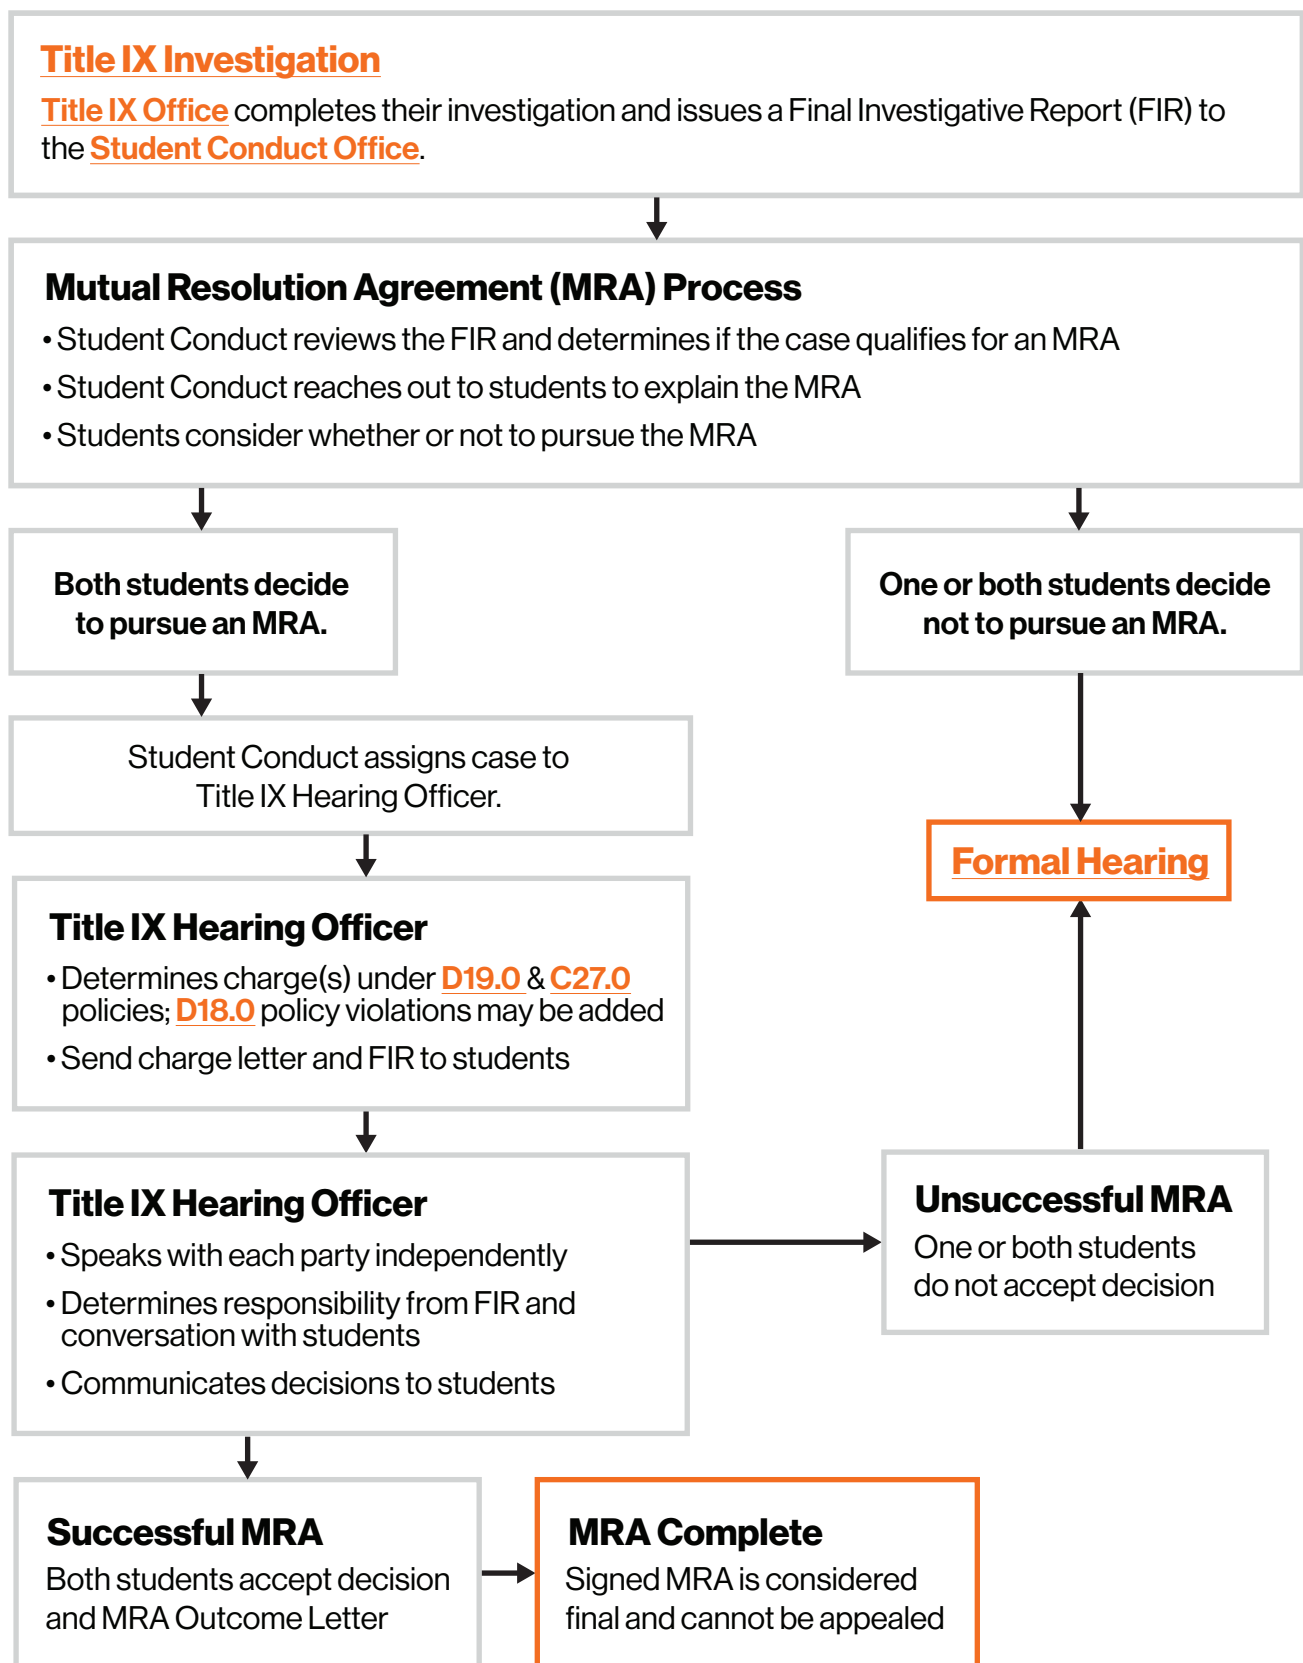 Title IX Investigation
Title IX Office completes their investigation and issues a Final Investigative Report (FIR) to
the Student Conduct Office.
Mutual Resolution Agreement (MRA) Process
• Student Conduct reviews the FIR and determines if the case qualifies for an MRA
• Student Conduct reaches out to students to explain the MRA
• Students consider whether or not to pursue the MRA
Both students decide
to pursue an MRA.
One or both students decide
not to pursue an MRA.
Student Conduct assigns case to
Title IX Hearing Officer.
Formal Hearing
Title IX Hearing Officer
• Determines charge(s) under D19.0 & C27.0
policies; D18.0 policy violations may be added
• Send charge letter and FIR to students
Title IX Hearing Officer
• Speaks with each party independently
• Determines responsibility from FIR and
conversation with students
• Communicates decisions to students
Unsuccessful MRA
One or both students
do not accept decision
Successful MRA
Both students accept decision
and MRA Outcome Letter
MRA Complete
Signed MRA is considered
final and cannot be appealed